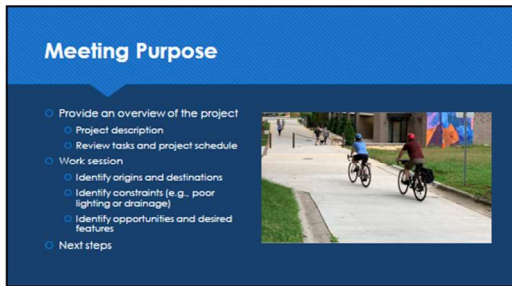 Meeting Purpose
Provide an overview of the project
Project description
Review tasks and project schedule
Work session
Identify origins and destinations
Identify constraints (e.g., poor
lighting or drainage)
Identify opportunities and desired
features
Next steps